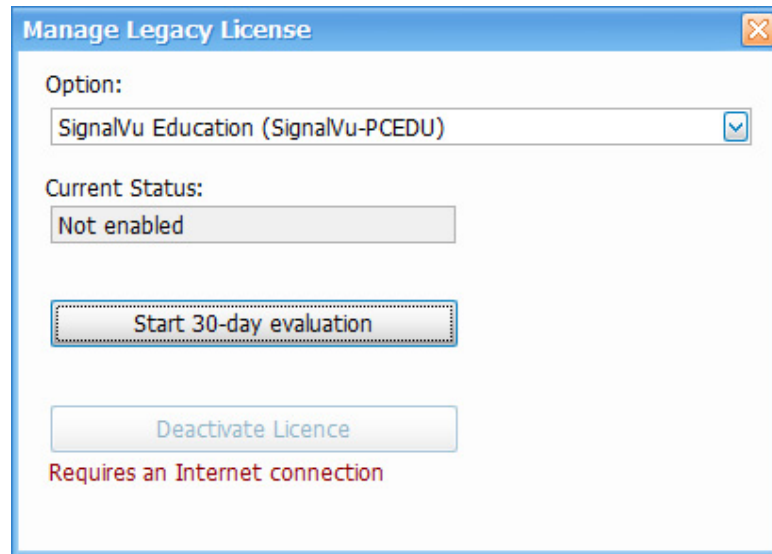 Manage Legacy License
Option:
SignalVu Education (SignalVu-PCEDU)
Current Status:
Not enabled
Start 30-day evaluation
Deactivate Licence
Requires an Internet connection